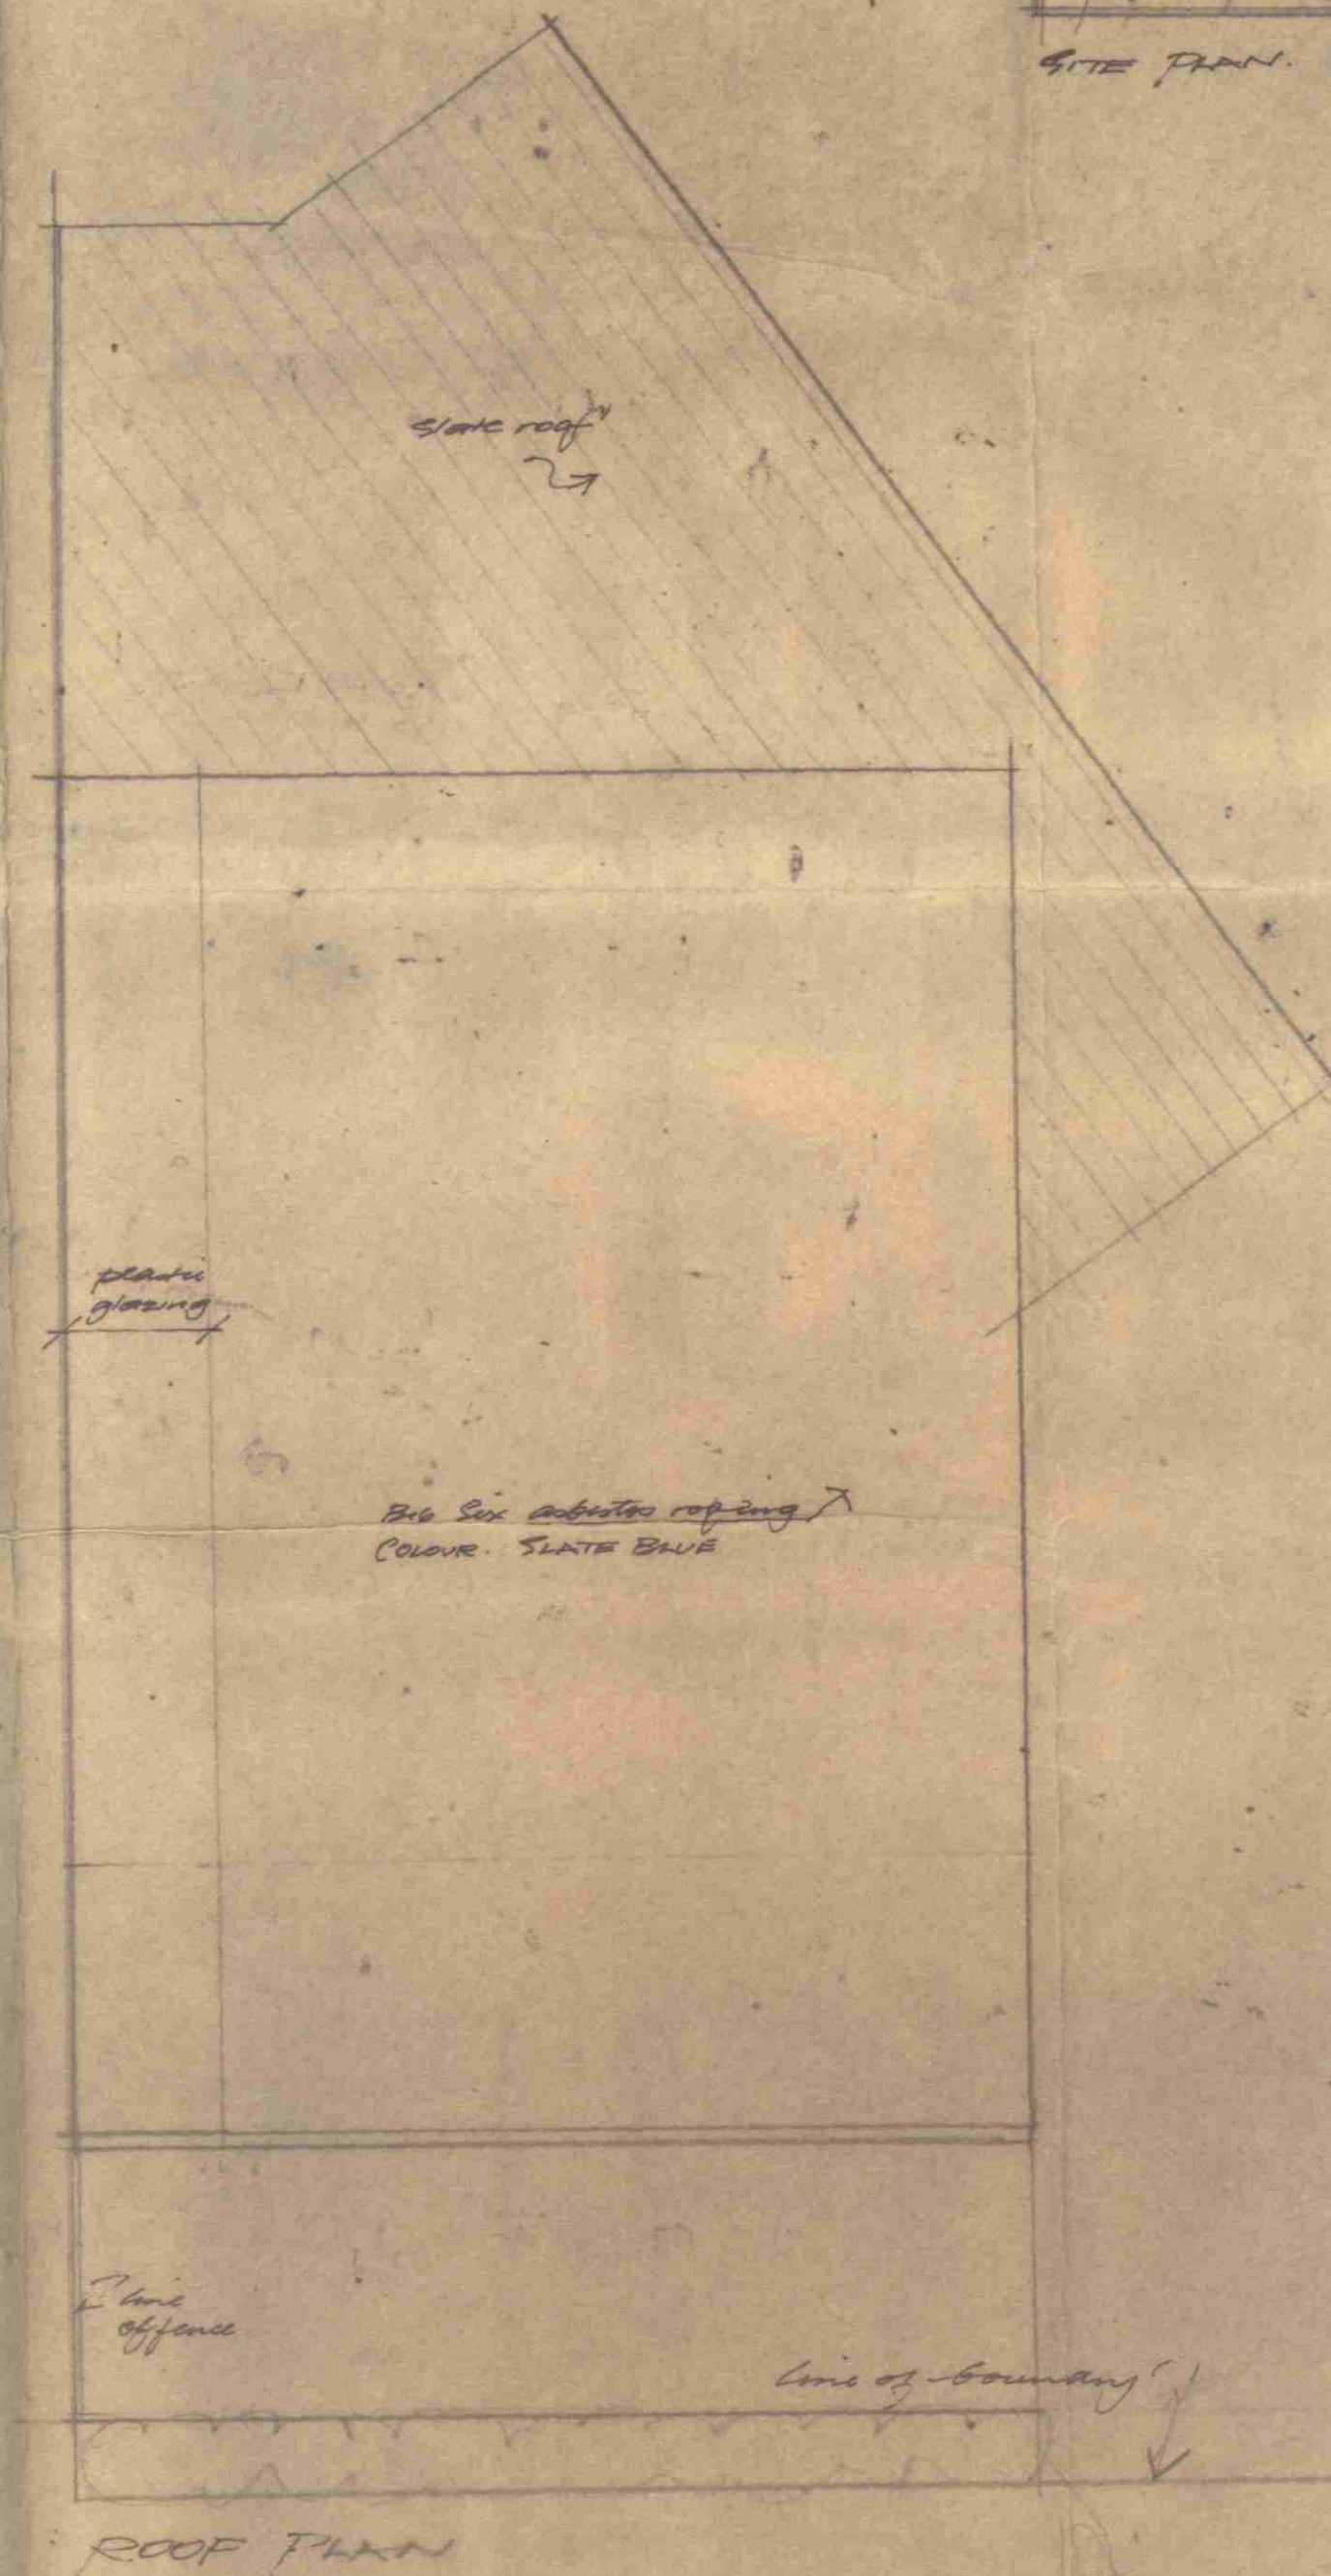 SITE PLAN.
slate roof
plastic
glazing
Big Six asbestos roofing
COLOUR. SLATE BLUE
line
of fence
line of boundary
ROOF PLAN